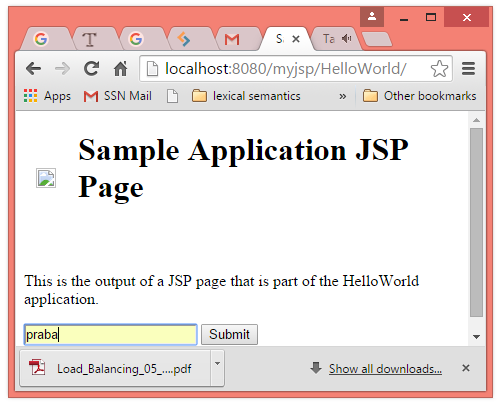 S
Ta
localhost:8080/myjsp/HelloWorld/
Apps SSN Mail lexical semantics » Other bookmarks
Sample Application JSP
Page
This is the output of a JSP page that is part of the HelloWorld
application.
praba Submit
Load_Balancing_05_....pdf Show all downloads...